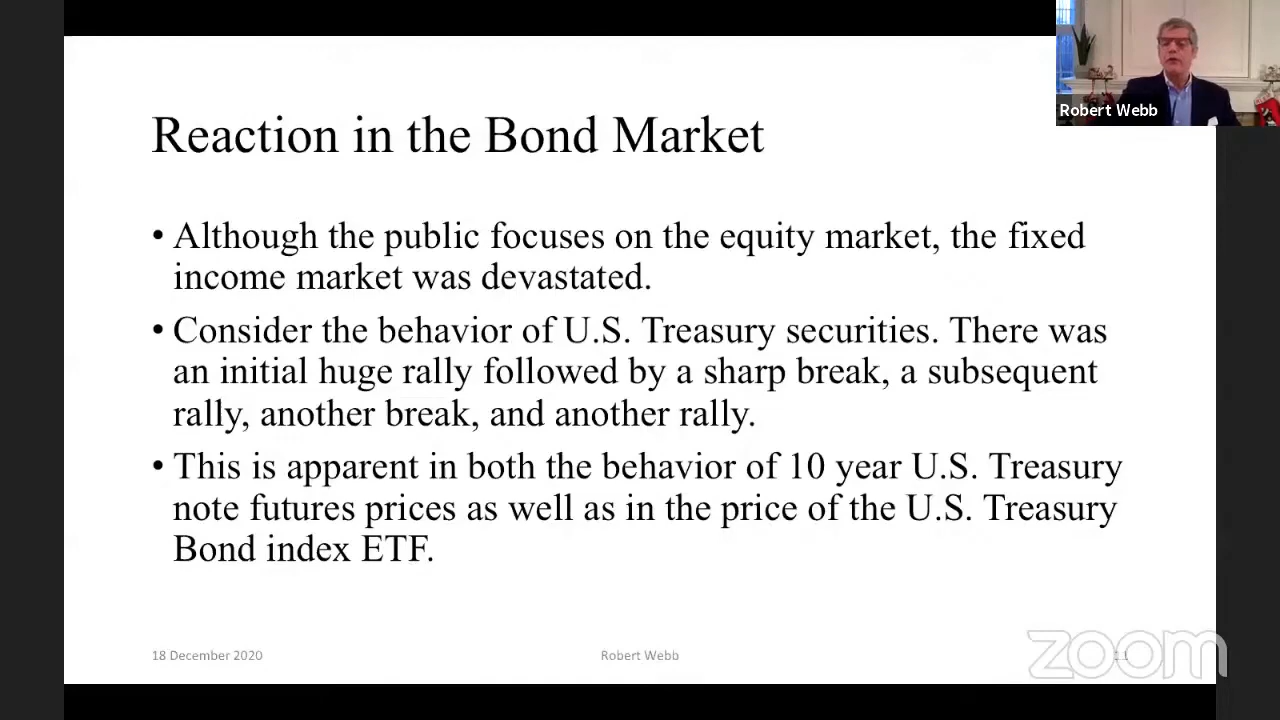 Robert Webb
Reaction in the Bond Market
• Although the public focuses on the equity market, the fixed
income market was devastated.
• Consider the behavior of U.S. Treasury securities. There was
an initial huge rally followed by a sharp break, a subsequent
rally, another break, and another rally.
• This is apparent in both the behavior of 10 year U.S. Treasury
note futures prices as well as in the price of the U.S. Treasury
Bond index ETF.
18 December 2020
Robert Webb
11
zoom